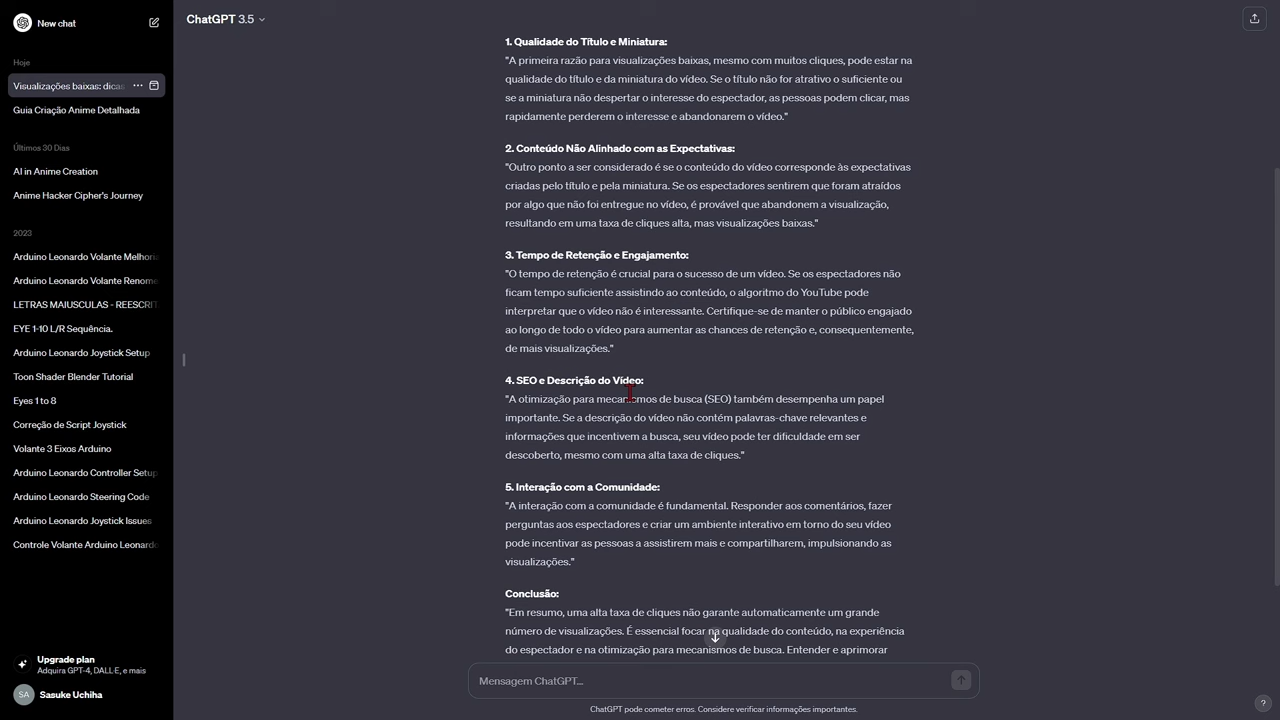 New chat
Hoje
Visualizações baixas: dicas
Guia Criação Anime Detalhada
Últimos 30 Dias
AI in Anime Creation
Anime Hacker Cipher's Journey
2023
Arduino Leonardo Volante Melhoria
Arduino Leonardo Volante Renome
LETRAS MAIUSCULAS - REESCRIT
EYE 1-10 L/R Sequência.
Arduino Leonardo Joystick Setup
Toon Shader Blender Tutorial
Eyes 1 to 8
Correção de Script Joystick
Volante 3 Eixos Arduino
Arduino Leonardo Controller Setup
Arduino Leonardo Steering Code
Arduino Leonardo Joystick Issues
Controle Volante Arduino Leonardo
Upgrade plan
Adquira GPT-4, DALL·E, e mais
SA Sasuke Uchiha
ChatGPT 3.5
1. Qualidade do Título e Miniatura:
"A primeira razão para visualizações baixas, mesmo com muitos cliques, pode estar na
qualidade do título e da miniatura do vídeo. Se o título não for atrativo o suficiente ou
se a miniatura não despertar o interesse do espectador, as pessoas podem clicar, mas
rapidamente perderem o interesse e abandonarem o vídeo."
2. Conteúdo Não Alinhado com as Expectativas:
"Outro ponto a ser considerado é se o conteúdo do vídeo corresponde às expectativas
criadas pelo título e pela miniatura. Se os espectadores sentirem que foram atraídos
por algo que não foi entregue no vídeo, é provável que abandonem a visualização,
resultando em uma taxa de cliques alta, mas visualizações baixas."
3. Tempo de Retenção e Engajamento:
"O tempo de retenção é crucial para o sucesso de um vídeo. Se os espectadores não
ficam tempo suficiente assistindo ao conteúdo, o algoritmo do YouTube pode
interpretar que o vídeo não é interessante. Certifique-se de manter o público engajado
ao longo de todo o vídeo para aumentar as chances de retenção e, consequentemente,
de mais visualizações."
4. SEO e Descrição do Vídeo:
"A otimização para mecanismos de busca (SEO) também desempenha um papel
importante. Se a descrição do vídeo não contém palavras-chave relevantes e
informações que incentivem a busca, seu vídeo pode ter dificuldade em ser
descoberto, mesmo com uma alta taxa de cliques."
5. Interação com a Comunidade:
"A interação com a comunidade é fundamental. Responder aos comentários, fazer
perguntas aos espectadores e criar um ambiente interativo em torno do seu vídeo
pode incentivar as pessoas a assistirem mais e compartilharem, impulsionando as
visualizações."
Conclusão:
"Em resumo, uma alta taxa de cliques não garante automaticamente um grande
número de visualizações. É essencial focar na qualidade do conteúdo, na experiência
do espectador e na otimização para mecanismos de busca. Entender e aprimorar
Mensagem ChatGPT...
ChatGPT pode cometer erros. Considere verificar informações importantes.
?